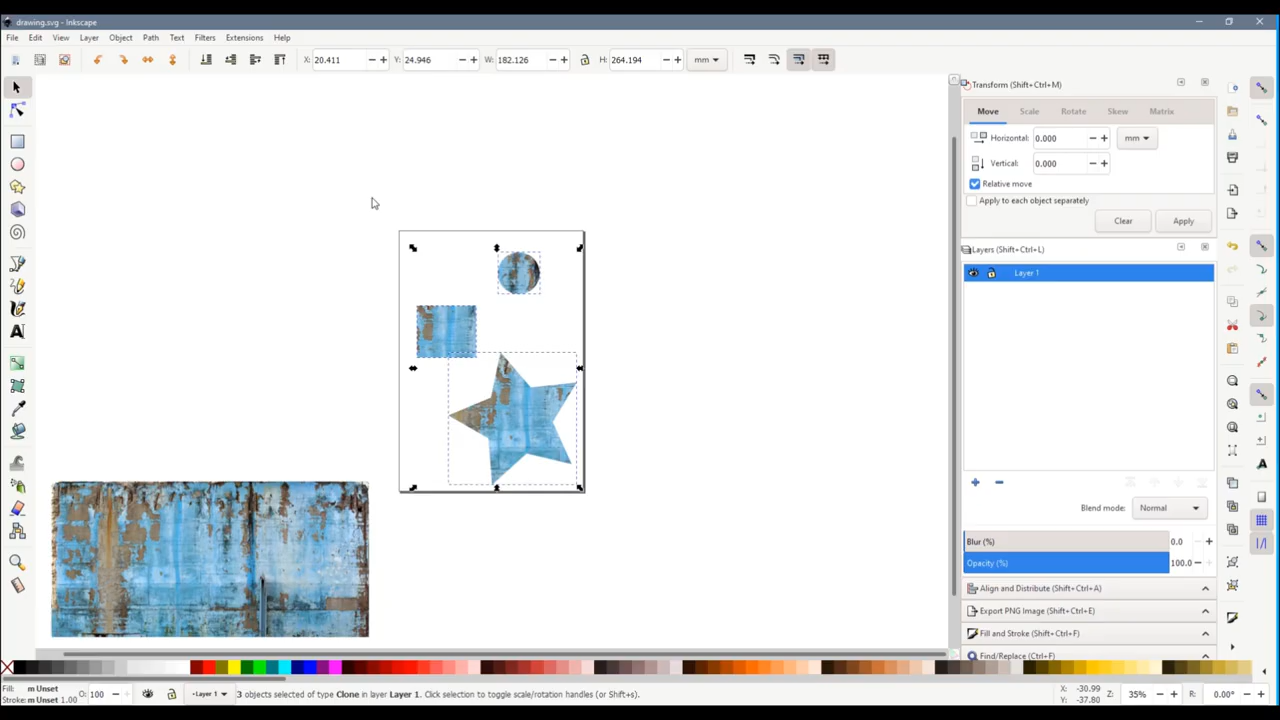 drawing.svg - Inkscape
File Edit View Layer Object Path Text Filters Extensions Help
X: 20.411 Y: 24.946 W: 182.126 H: 264.194 mm
Transform (Shift+Ctrl+M)
Move Scale Rotate Skew Matrix
Horizontal: 0.000 mm
Vertical: 0.000
Relative move
Apply to each object separately
Clear Apply
Layers (Shift+Ctrl+L)
Layer 1
Blend mode: Normal
Blur (%) 0.0
Opacity (%) 100.0
Align and Distribute (Shift+Ctrl+A)
Export PNG Image (Shift+Ctrl+E)
Fill and Stroke (Shift+Ctrl+F)
Find/Replace (Shift+Ctrl+F)
Fill: m Unset
Stroke: m Unset 1.00
O: 100
Layer 1
3 objects selected of type Clone in layer Layer 1. Click selection to toggle scale/rotation handles (or Shift+s).
X: -30.99
Y: -37.80
Z: 35% R: 0.00°